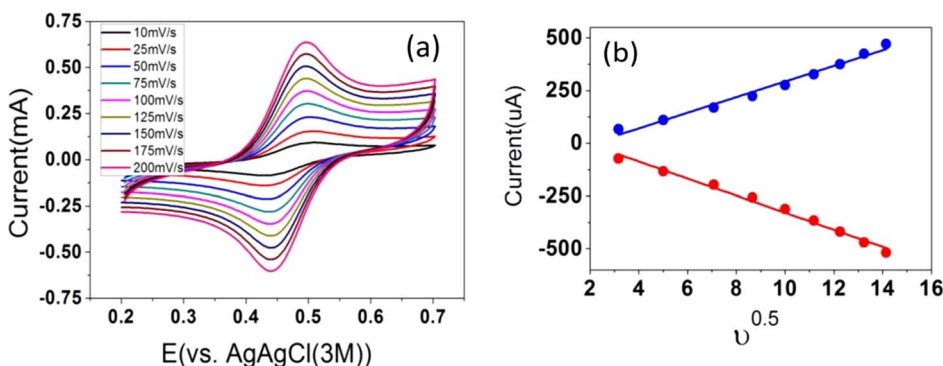 (a)
0.75
0.50
0.25
0.00
-0.25
-0.50
-0.75
Current(mA)
10mV/s
25mV/s
50mV/s
75mV/s
100mV/s
125mV/s
150mV/s
175mV/s
200mV/s
0.2 0.3 0.4 0.5 0.6 0.7
E(vs. AgAgCl(3M))
(b)
500
250
0
-250
-500
Current(uA)
2 4 6 8 10 12 14 16
υ^0.5